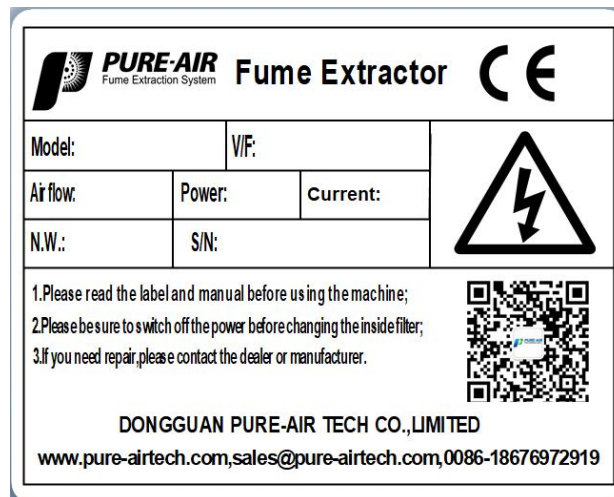 PURE-AIR
Fume Extraction System
Fume Extractor CE
Model: V/F:
Air flow: Power: Current:
N.W.: S/N:
1.Please read the label and manual before using the machine;
2.Please be sure to switch off the power before changing the inside filter;
3.If you need repair,please contact the dealer or manufacturer.
PURE-AIR
DONGGUAN PURE-AIR TECH CO.,LIMITED
www.pure-airtech.com,sales@pure-airtech.com,0086-18676972919